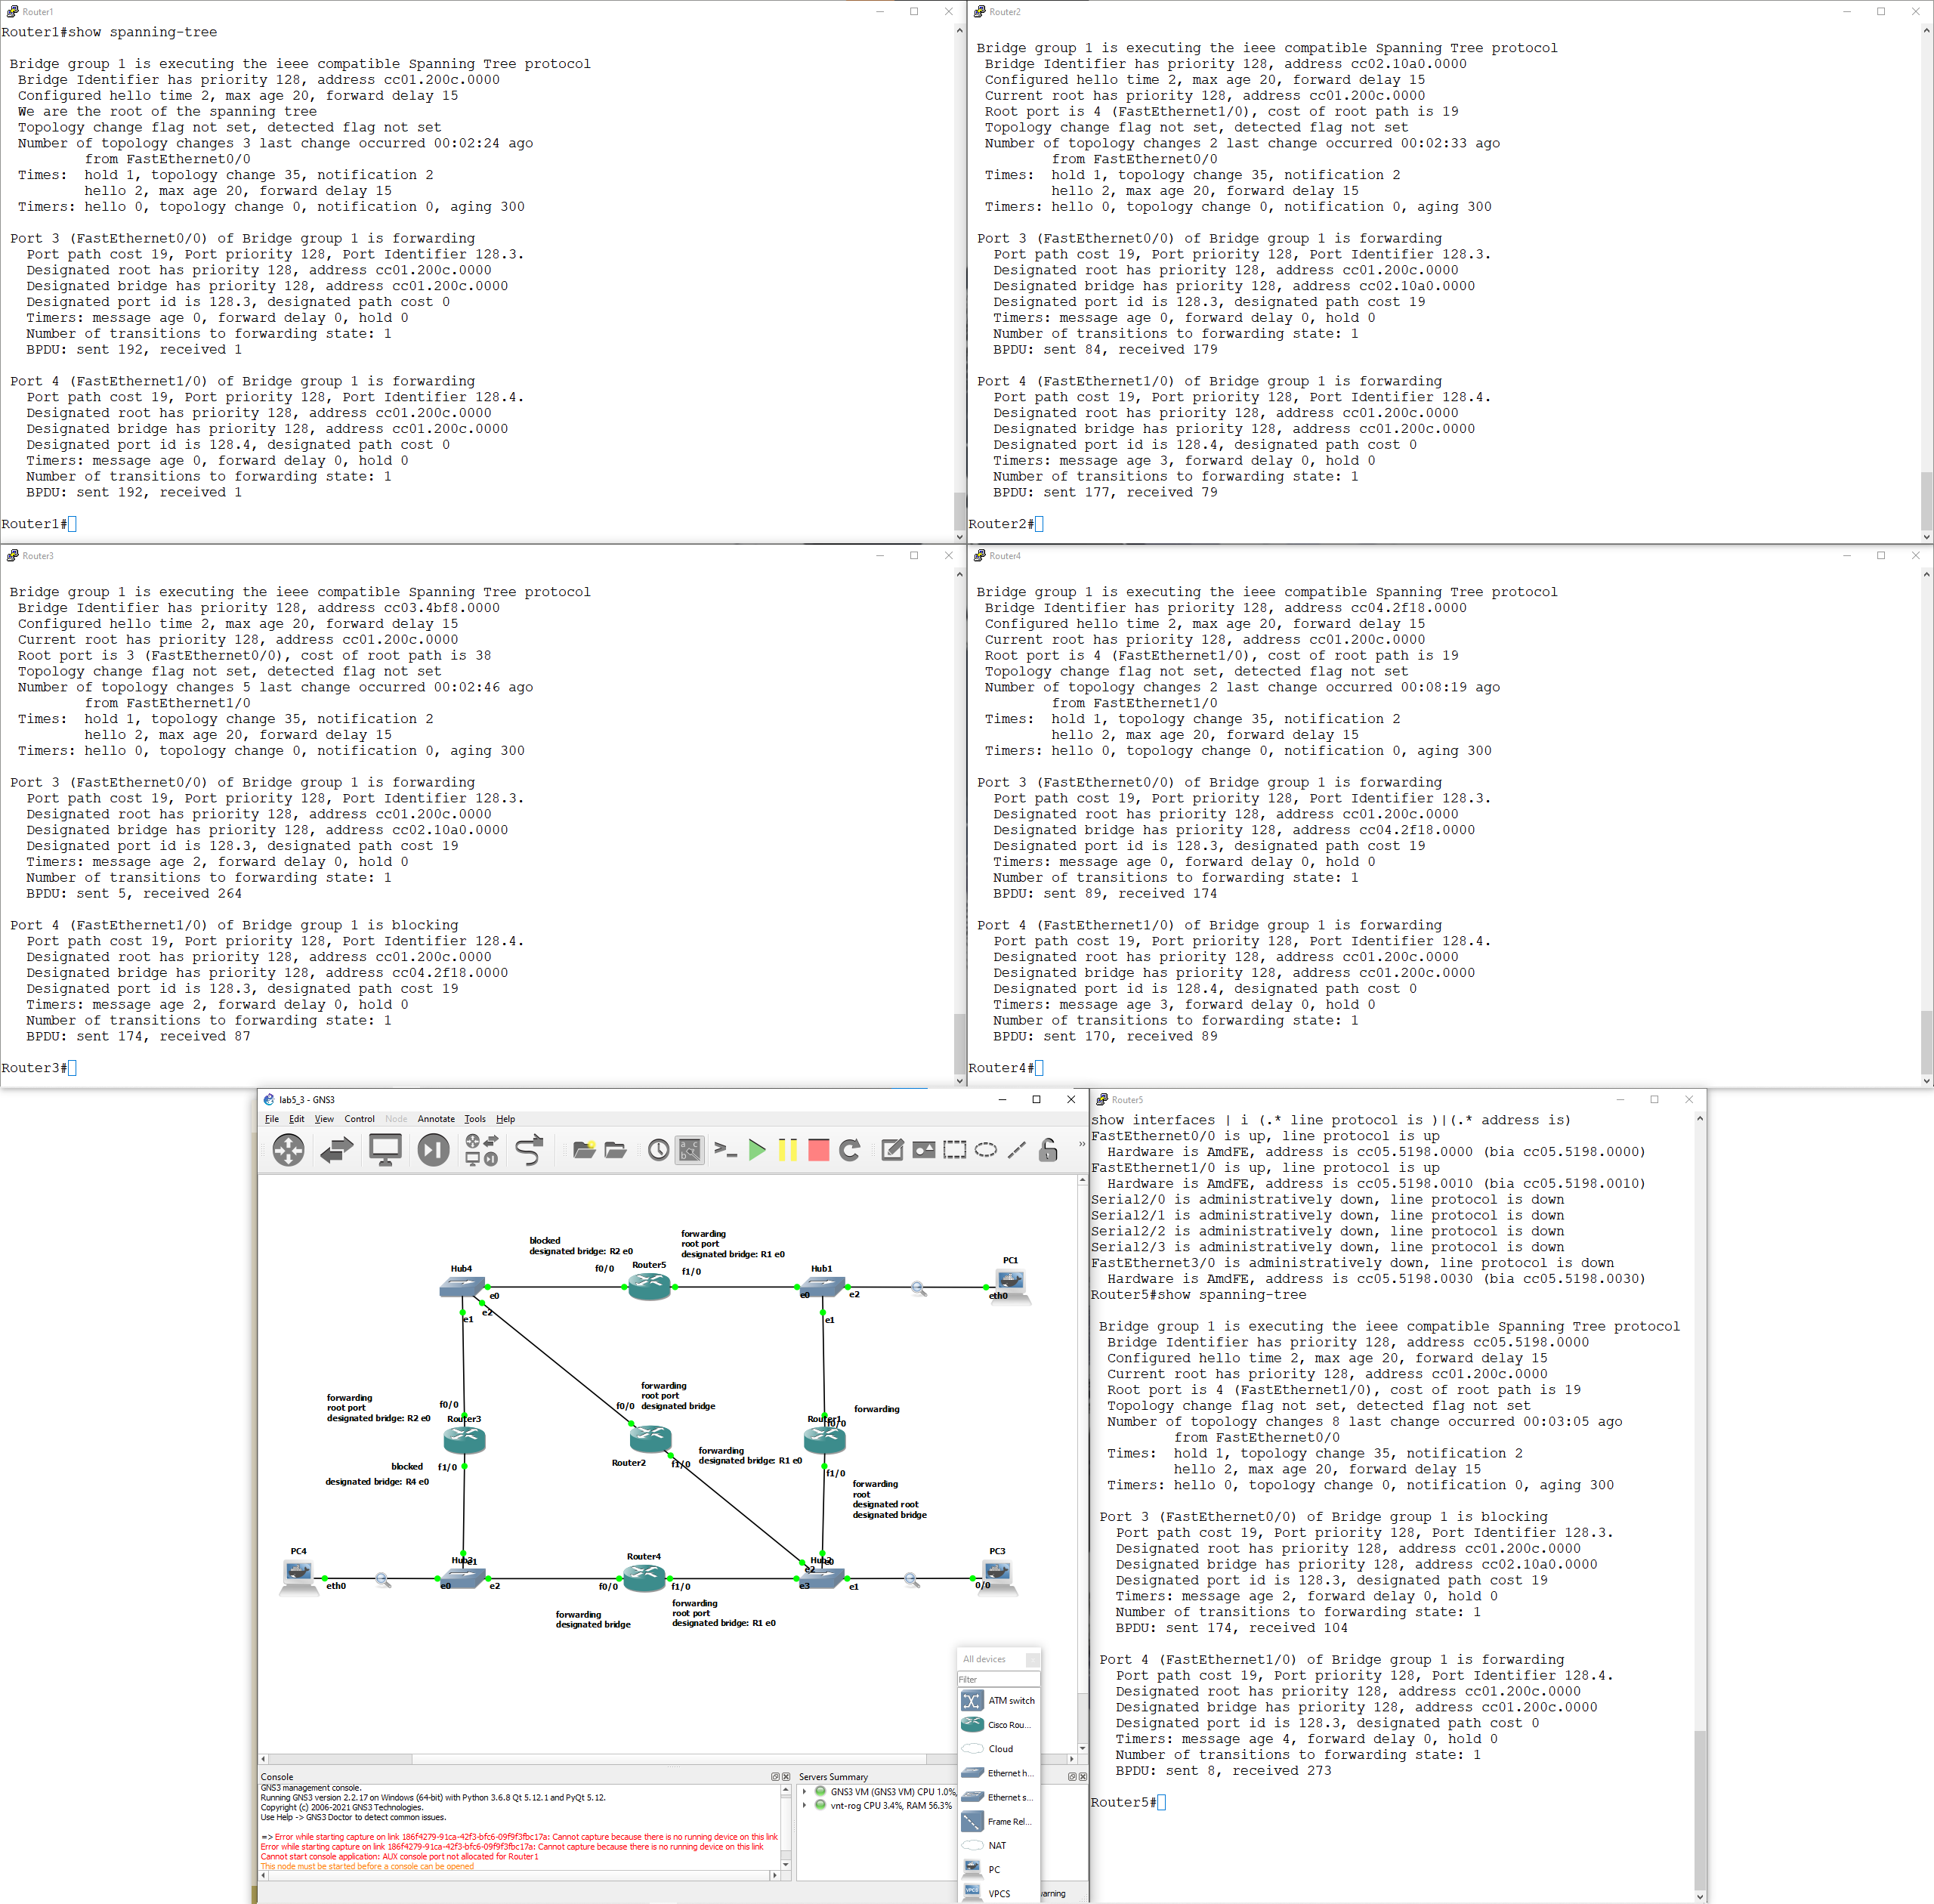 Router1
Router1#show spanning-tree
Bridge group 1 is executing the ieee compatible Spanning Tree protocol
Bridge Identifier has priority 128, address cc01.200c.0000
Configured hello time 2, max age 20, forward delay 15
We are the root of the spanning tree
Topology change flag not set, detected flag not set
Number of topology changes 3 last change occurred 00:02:24 ago
from FastEthernet0/0
Times: hold 1, topology change 35, notification 2
hello 2, max age 20, forward delay 15
Timers: hello 0, topology change 0, notification 0, aging 300
Port 3 (FastEthernet0/0) of Bridge group 1 is forwarding
Port path cost 19, Port priority 128, Port Identifier 128.3.
Designated root has priority 128, address cc01.200c.0000
Designated bridge has priority 128, address cc01.200c.0000
Designated port id is 128.3, designated path cost 0
Timers: message age 0, forward delay 0, hold 0
Number of transitions to forwarding state: 1
BPDU: sent 192, received 1
Port 4 (FastEthernet1/0) of Bridge group 1 is forwarding
Port path cost 19, Port priority 128, Port Identifier 128.4.
Designated root has priority 128, address cc01.200c.0000
Designated bridge has priority 128, address cc01.200c.0000
Designated port id is 128.4, designated path cost 0
Timers: message age 0, forward delay 0, hold 0
Number of transitions to forwarding state: 1
BPDU: sent 192, received 1
Router1#
Router2
Bridge group 1 is executing the ieee compatible Spanning Tree protocol
Bridge Identifier has priority 128, address cc02.10a0.0000
Configured hello time 2, max age 20, forward delay 15
Current root has priority 128, address cc01.200c.0000
Root port is 4 (FastEthernet1/0), cost of root path is 19
Topology change flag not set, detected flag not set
Number of topology changes 2 last change occurred 00:02:33 ago
from FastEthernet0/0
Times: hold 1, topology change 35, notification 2
hello 2, max age 20, forward delay 15
Timers: hello 0, topology change 0, notification 0, aging 300
Port 3 (FastEthernet0/0) of Bridge group 1 is forwarding
Port path cost 19, Port priority 128, Port Identifier 128.3.
Designated root has priority 128, address cc01.200c.0000
Designated bridge has priority 128, address cc02.10a0.0000
Designated port id is 128.3, designated path cost 19
Timers: message age 0, forward delay 0, hold 0
Number of transitions to forwarding state: 1
BPDU: sent 84, received 179
Port 4 (FastEthernet1/0) of Bridge group 1 is forwarding
Port path cost 19, Port priority 128, Port Identifier 128.4.
Designated root has priority 128, address cc01.200c.0000
Designated bridge has priority 128, address cc01.200c.0000
Designated port id is 128.4, designated path cost 0
Timers: message age 3, forward delay 0, hold 0
Number of transitions to forwarding state: 1
BPDU: sent 177, received 79
Router2#
Router3
Bridge group 1 is executing the ieee compatible Spanning Tree protocol
Bridge Identifier has priority 128, address cc03.4bf8.0000
Configured hello time 2, max age 20, forward delay 15
Current root has priority 128, address cc01.200c.0000
Root port is 3 (FastEthernet0/0), cost of root path is 38
Topology change flag not set, detected flag not set
Number of topology changes 5 last change occurred 00:02:46 ago
from FastEthernet1/0
Times: hold 1, topology change 35, notification 2
hello 2, max age 20, forward delay 15
Timers: hello 0, topology change 0, notification 0, aging 300
Port 3 (FastEthernet0/0) of Bridge group 1 is forwarding
Port path cost 19, Port priority 128, Port Identifier 128.3.
Designated root has priority 128, address cc01.200c.0000
Designated bridge has priority 128, address cc02.10a0.0000
Designated port id is 128.3, designated path cost 19
Timers: message age 2, forward delay 0, hold 0
Number of transitions to forwarding state: 1
BPDU: sent 5, received 264
Port 4 (FastEthernet1/0) of Bridge group 1 is blocking
Port path cost 19, Port priority 128, Port Identifier 128.4.
Designated root has priority 128, address cc01.200c.0000
Designated bridge has priority 128, address cc04.2f18.0000
Designated port id is 128.3, designated path cost 19
Timers: message age 2, forward delay 0, hold 0
Number of transitions to forwarding state: 1
BPDU: sent 174, received 87
Router3#
Router4
Bridge group 1 is executing the ieee compatible Spanning Tree protocol
Bridge Identifier has priority 128, address cc04.2f18.0000
Configured hello time 2, max age 20, forward delay 15
Current root has priority 128, address cc01.200c.0000
Root port is 4 (FastEthernet1/0), cost of root path is 19
Topology change flag not set, detected flag not set
Number of topology changes 2 last change occurred 00:08:19 ago
from FastEthernet1/0
Times: hold 1, topology change 35, notification 2
hello 2, max age 20, forward delay 15
Timers: hello 0, topology change 0, notification 0, aging 300
Port 3 (FastEthernet0/0) of Bridge group 1 is forwarding
Port path cost 19, Port priority 128, Port Identifier 128.3.
Designated root has priority 128, address cc01.200c.0000
Designated bridge has priority 128, address cc04.2f18.0000
Designated port id is 128.3, designated path cost 19
Timers: message age 0, forward delay 0, hold 0
Number of transitions to forwarding state: 1
BPDU: sent 89, received 174
Port 4 (FastEthernet1/0) of Bridge group 1 is forwarding
Port path cost 19, Port priority 128, Port Identifier 128.4.
Designated root has priority 128, address cc01.200c.0000
Designated bridge has priority 128, address cc01.200c.0000
Designated port id is 128.4, designated path cost 0
Timers: message age 3, forward delay 0, hold 0
Number of transitions to forwarding state: 1
BPDU: sent 170, received 89
Router4#
lab5_3 - GNS3
File Edit View Control Node Annotate Tools Help
blocked
designated bridge: R2 e0
forwarding
root port
designated bridge: R1 e0
Hub4
f0/0
Router5
f1/0
Hub1
PC1
e0
e0
e2
eth0
e2
e1
e1
forwarding
root port
designated bridge: R2 e0
f0/0
Router3
forwarding
root port
designated bridge
f0/0
Router2
f1/0
forwarding
designated bridge: R1 e0
forwarding
Router1
f0/0
blocked
f1/0
designated bridge: R4 e0
f1/0
forwarding
root
designated root
designated bridge
PC4
Hub3
e1
Router4
Hub2
e0
e2
PC3
eth0
e0
e2
f0/0
f1/0
e3
e1
0/0
forwarding
designated bridge
forwarding
root port
designated bridge: R1 e0
All devices
Filter
ATM switch
Cisco Rou...
Cloud
Ethernet h...
Ethernet s...
Frame Rel...
NAT
PC
VPCS
Console
GNS3 management console.
Running GNS3 version 2.2.17 on Windows (64-bit) with Python 3.6.8 Qt 5.12.1 and PyQt 5.12.
Copyright (c) 2006-2021 GNS3 Technologies.
Use Help -> GNS3 Doctor to detect common issues.
=> Error while starting capture on link 186f4279-91ca-42f3-bfc6-09f9f3fbc17a: Cannot capture because there is no running device on this link
Error while starting capture on link 186f4279-91ca-42f3-bfc6-09f9f3fbc17a: Cannot capture because there is no running device on this link
Cannot start console application: AUX console port not allocated for Router1
This node must be started before a console can be opened
Servers Summary
GNS3 VM (GNS3 VM) CPU 1.0%,
vnt-rog CPU 3.4%, RAM 56.3%
Router5
show interfaces | i (.* line protocol is )|(.* address is)
FastEthernet0/0 is up, line protocol is up
Hardware is AmdFE, address is cc05.5198.0000 (bia cc05.5198.0000)
FastEthernet1/0 is up, line protocol is up
Hardware is AmdFE, address is cc05.5198.0010 (bia cc05.5198.0010)
Serial2/0 is administratively down, line protocol is down
Serial2/1 is administratively down, line protocol is down
Serial2/2 is administratively down, line protocol is down
Serial2/3 is administratively down, line protocol is down
FastEthernet3/0 is administratively down, line protocol is down
Hardware is AmdFE, address is cc05.5198.0030 (bia cc05.5198.0030)
Router5#show spanning-tree
Bridge group 1 is executing the ieee compatible Spanning Tree protocol
Bridge Identifier has priority 128, address cc05.5198.0000
Configured hello time 2, max age 20, forward delay 15
Current root has priority 128, address cc01.200c.0000
Root port is 4 (FastEthernet1/0), cost of root path is 19
Topology change flag not set, detected flag not set
Number of topology changes 8 last change occurred 00:03:05 ago
from FastEthernet0/0
Times: hold 1, topology change 35, notification 2
hello 2, max age 20, forward delay 15
Timers: hello 0, topology change 0, notification 0, aging 300
Port 3 (FastEthernet0/0) of Bridge group 1 is blocking
Port path cost 19, Port priority 128, Port Identifier 128.3.
Designated root has priority 128, address cc01.200c.0000
Designated bridge has priority 128, address cc02.10a0.0000
Designated port id is 128.3, designated path cost 19
Timers: message age 2, forward delay 0, hold 0
Number of transitions to forwarding state: 1
BPDU: sent 174, received 104
Port 4 (FastEthernet1/0) of Bridge group 1 is forwarding
Port path cost 19, Port priority 128, Port Identifier 128.4.
Designated root has priority 128, address cc01.200c.0000
Designated bridge has priority 128, address cc01.200c.0000
Designated port id is 128.3, designated path cost 0
Timers: message age 4, forward delay 0, hold 0
Number of transitions to forwarding state: 1
BPDU: sent 8, received 273
Router5#